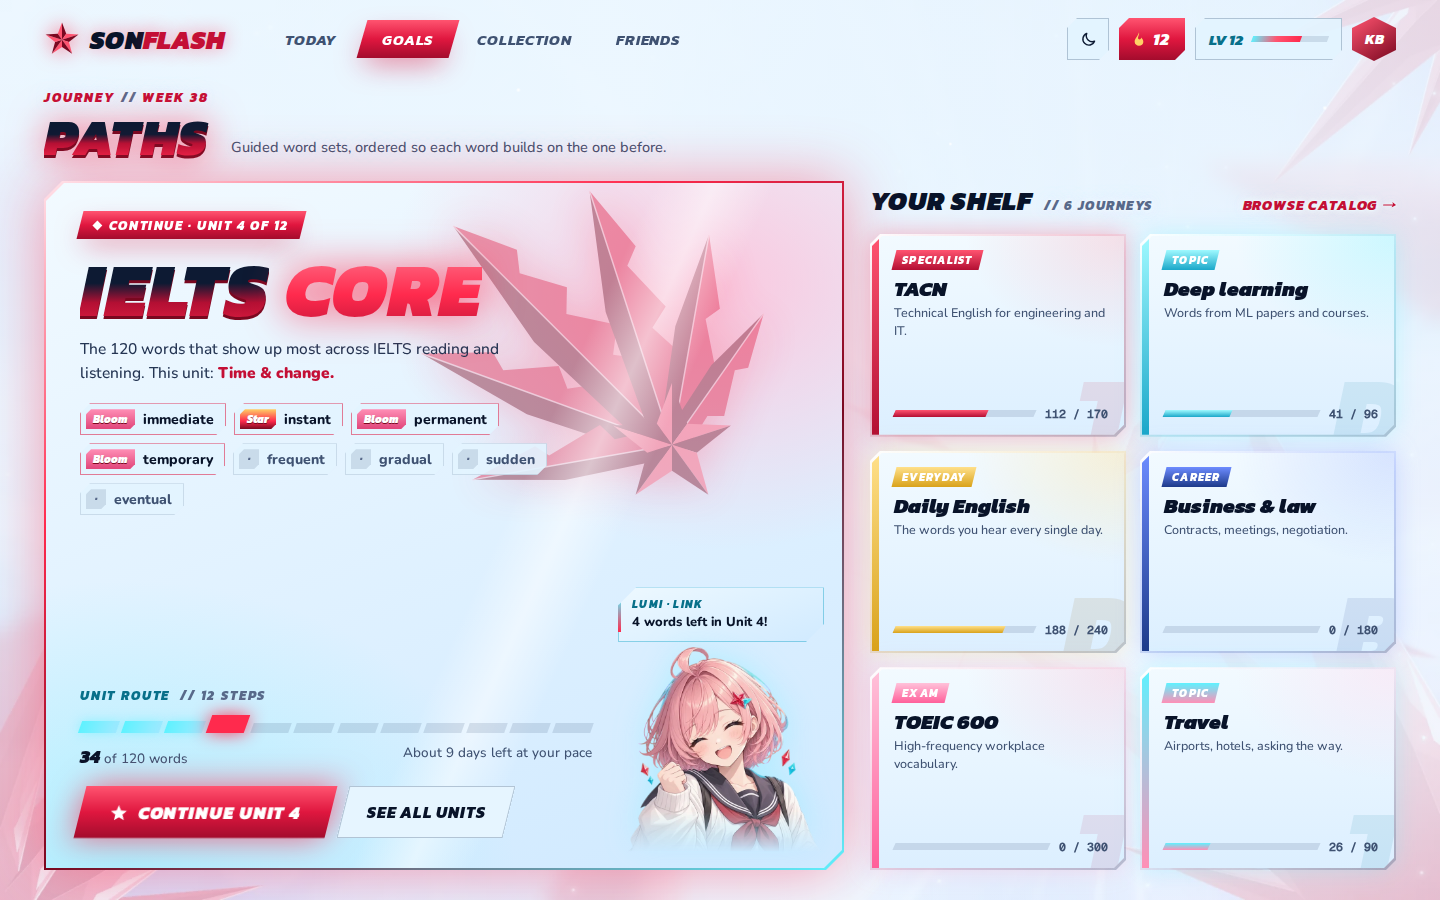 SONFLASH
TODAY
GOALS
COLLECTION
FRIENDS
12
LV 12
KB
JOURNEY // WEEK 38
PATHS
Guided word sets, ordered so each word builds on the one before.
◆ CONTINUE · UNIT 4 OF 12
IELTS CORE
The 120 words that show up most across IELTS reading and
listening. This unit: Time & change.
Bloom immediate
Star instant
Bloom permanent
Bloom temporary
· frequent
· gradual
· sudden
· eventual
LUMI · LINK
4 words left in Unit 4!
UNIT ROUTE // 12 STEPS
34 of 120 words
About 9 days left at your pace
★ CONTINUE UNIT 4
SEE ALL UNITS
YOUR SHELF // 6 JOURNEYS
BROWSE CATALOG →
SPECIALIST
TACN
Technical English for engineering and
IT.
112 / 170
TOPIC
Deep learning
Words from ML papers and courses.
41 / 96
EVERYDAY
Daily English
The words you hear every single day.
188 / 240
CAREER
Business & law
Contracts, meetings, negotiation.
0 / 180
EXAM
TOEIC 600
High-frequency workplace
vocabulary.
0 / 300
TOPIC
Travel
Airports, hotels, asking the way.
26 / 90